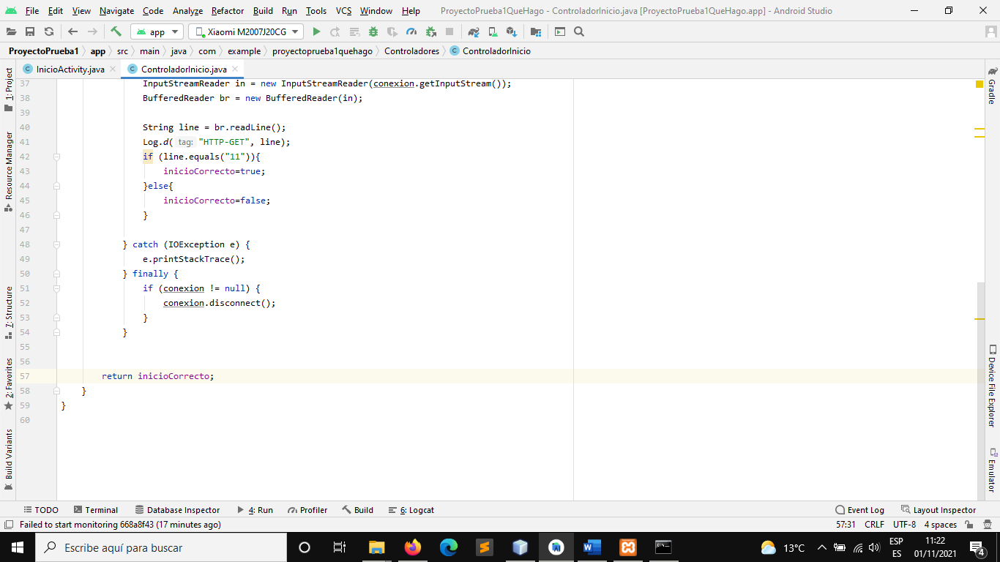 File Edit View Navigate Code Analyze Refactor Build Run Tools VCS Window Help ProyectoPrueba1QueHago - ControladorInicio.java [ProyectoPrueba1QueHago.app] - Android Studio
app Xiaomi M2007J20CG
ProyectoPrueba1 app src main java com example proyectoprueba1quehago Controladores ControladorInicio
InicioActivity.java ControladorInicio.java
1: Project
Resource Manager
7: Structure
2: Favorites
Build Variants
37 InputStreamReader in = new InputStreamReader(conexion.getInputStream());
38 BufferedReader br = new BufferedReader(in);
39
40 String line = br.readLine();
41 Log.d( tag: "HTTP-GET", line);
42 if (line.equals("11")){
43 inicioCorrecto=true;
44 }else{
45 inicioCorrecto=false;
46 }
47
48 } catch (IOException e) {
49 e.printStackTrace();
50 } finally {
51 if (conexion != null) {
52 conexion.disconnect();
53 }
54 }
55
56
57 return inicioCorrecto;
58 }
59 }
60
Gradle
Device File Explorer
Emulator
TODO Terminal Database Inspector 4: Run Profiler Build 6: Logcat Event Log Layout Inspector
Failed to start monitoring 668a8f43 (17 minutes ago) 57:31 CRLF UTF-8 4 spaces
Escribe aquí para buscar 13°C ESP ES 11:22 01/11/2021 4